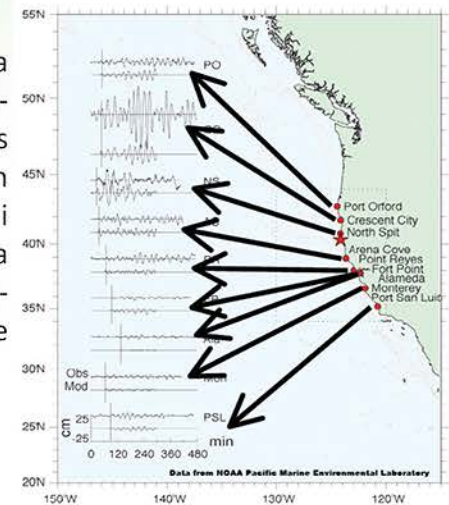 55N
50N
45N
40N
35N
30N
25N
20N
150°W
140°W
130°W
120°W
PO
NS
PSL
Obs
Mod
cm
25
-25
0 120 240 360 480
min
Port Orford
Crescent City
North Spit
Arena Cove
Point Reyes
Fort Point
Alameda
Monterey
Port San Luis
Data from NOAA Pacific Marine Environmental Laboratory